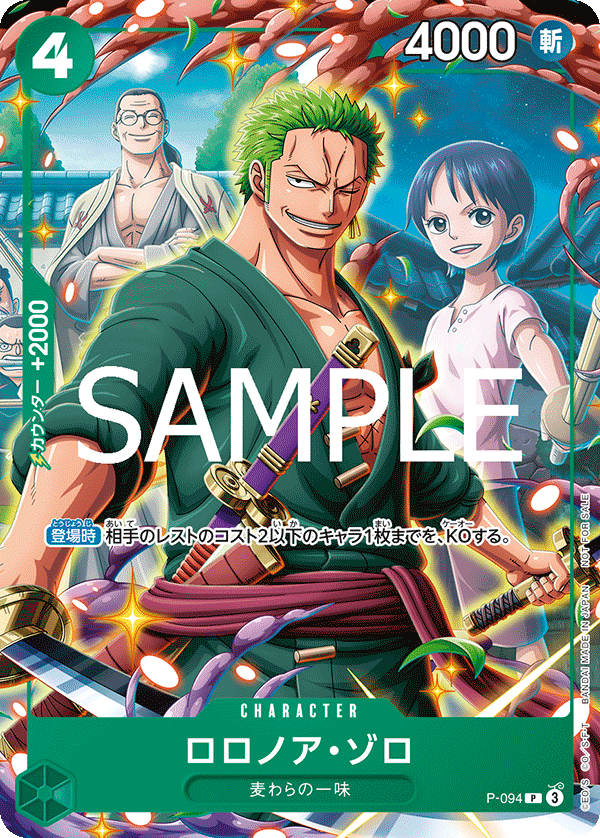 4
4000 斬
カウンター +2000
SAMPLE
登場時 相手のレストのコスト2以下のキャラ1枚までを、KOする。
CHARACTER
ロロノア・ゾロ
麦わらの一味
P-094 P 3
BANDAI MADE IN JAPAN NOT FOR SALE